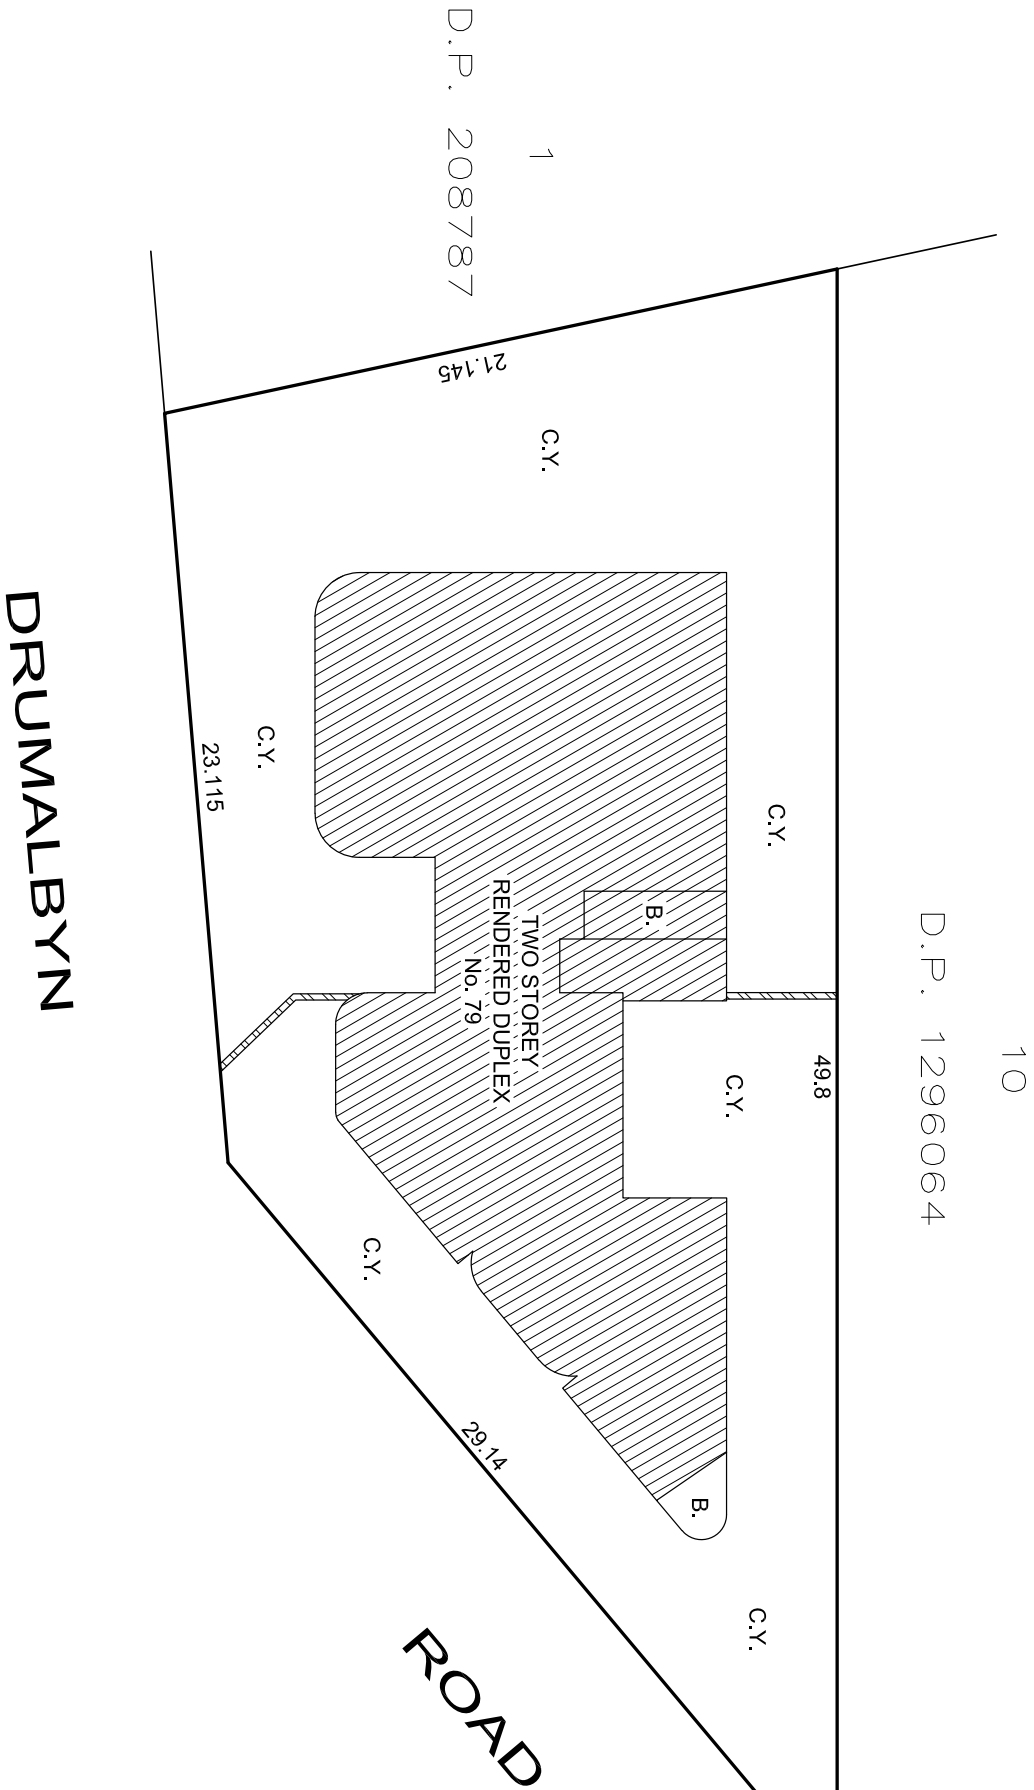 1
D.P. 208787
10
D.P. 1296064
21.145
C.Y.
C.Y.
C.Y.
23.115
B.
TWO STOREY
RENDERED DUPLEX
No. 79
49.8
C.Y.
C.Y.
29.14
B.
C.Y.
DRUMALBYN
ROAD